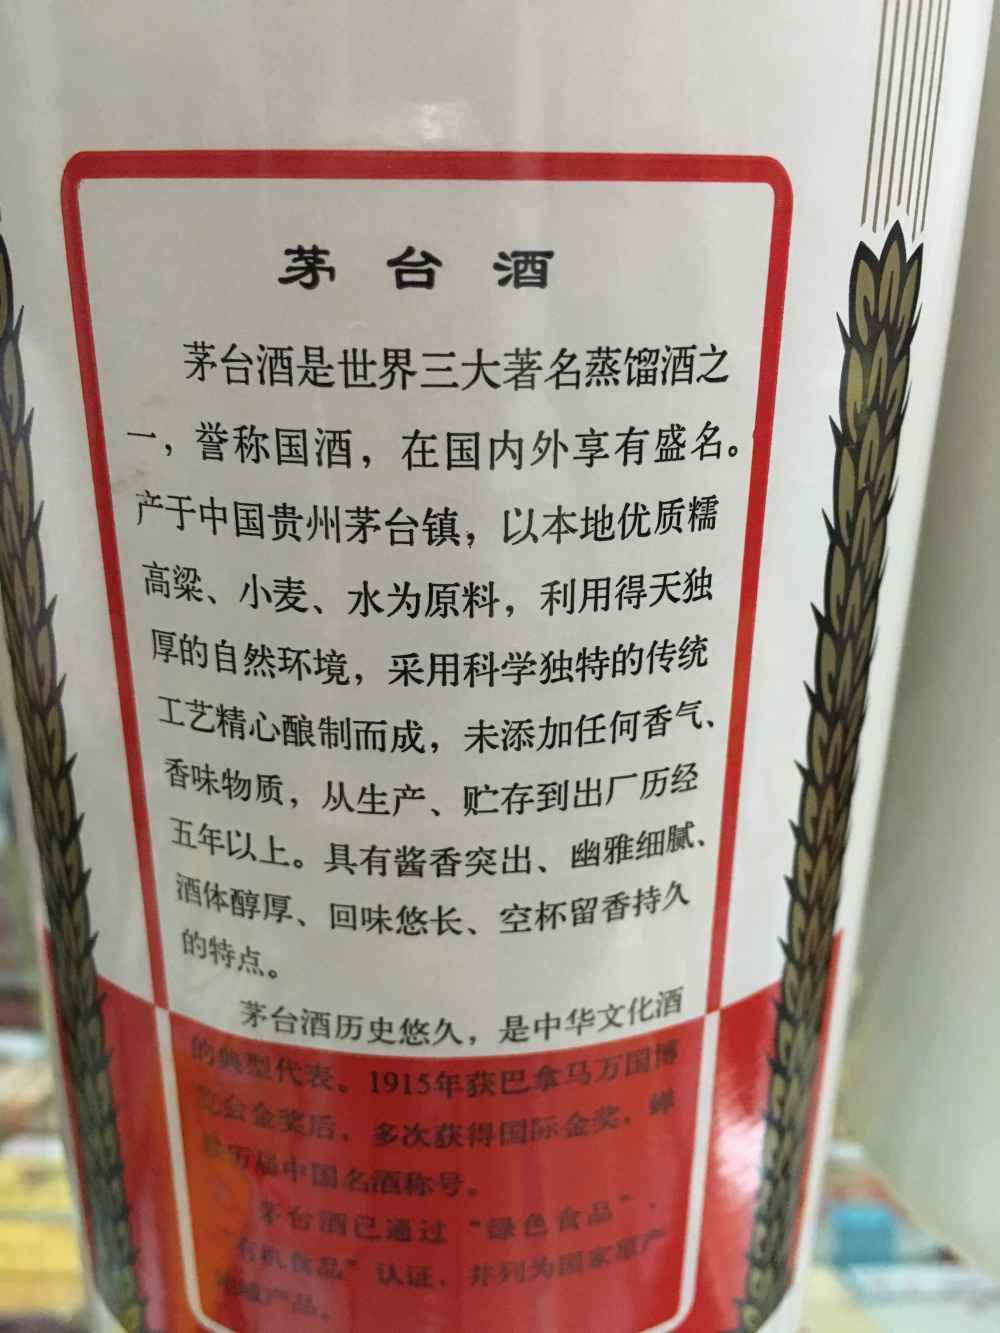 茅台酒
茅台酒是世界三大著名蒸馏酒之
一，誉称国酒，在国内外享有盛名。
产于中国贵州茅台镇，以本地优质糯
高粱、小麦、水为原料，利用得天独
厚的自然环境，采用科学独特的传统
工艺精心酿制而成，未添加任何香气、
香味物质，从生产、贮存到出厂历经
五年以上。具有酱香突出、幽雅细腻、
酒体醇厚、回味悠长、空杯留香持久
的特点。
茅台酒历史悠久，是中华文化酒
的典型代表。1915年获巴拿马万国博
览会金奖后，多次获得国际金奖，蝉
联历届中国名酒称号。
茅台酒已通过“绿色食品”、
“有机食品”认证，并列为国家原产
地域产品。